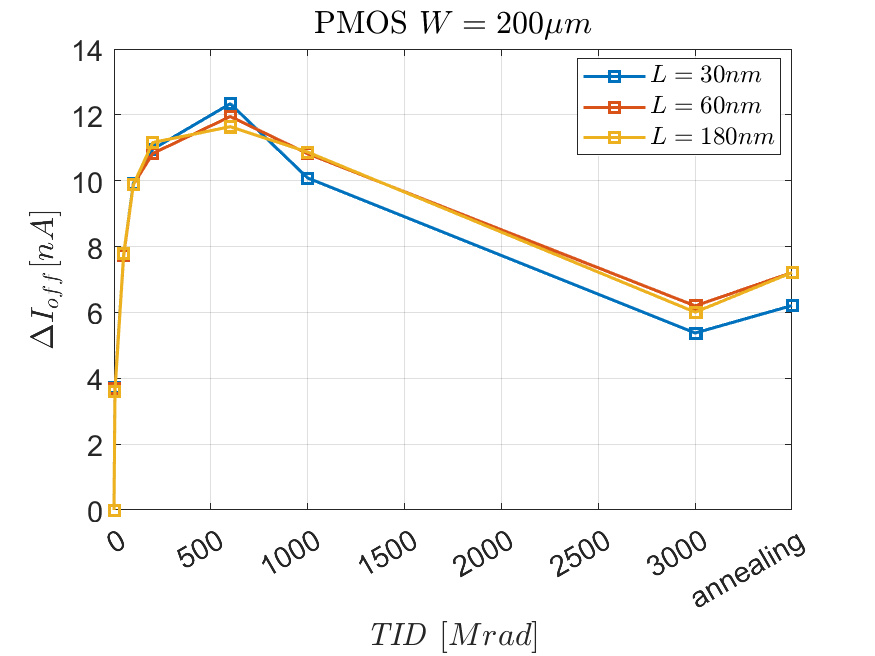 PMOS W = 200μm
14
12
10
8
6
4
2
0
ΔI_off [nA]
L = 30nm
L = 60nm
L = 180nm
0
500
1000
1500
2000
2500
3000
annealing
TID [Mrad]